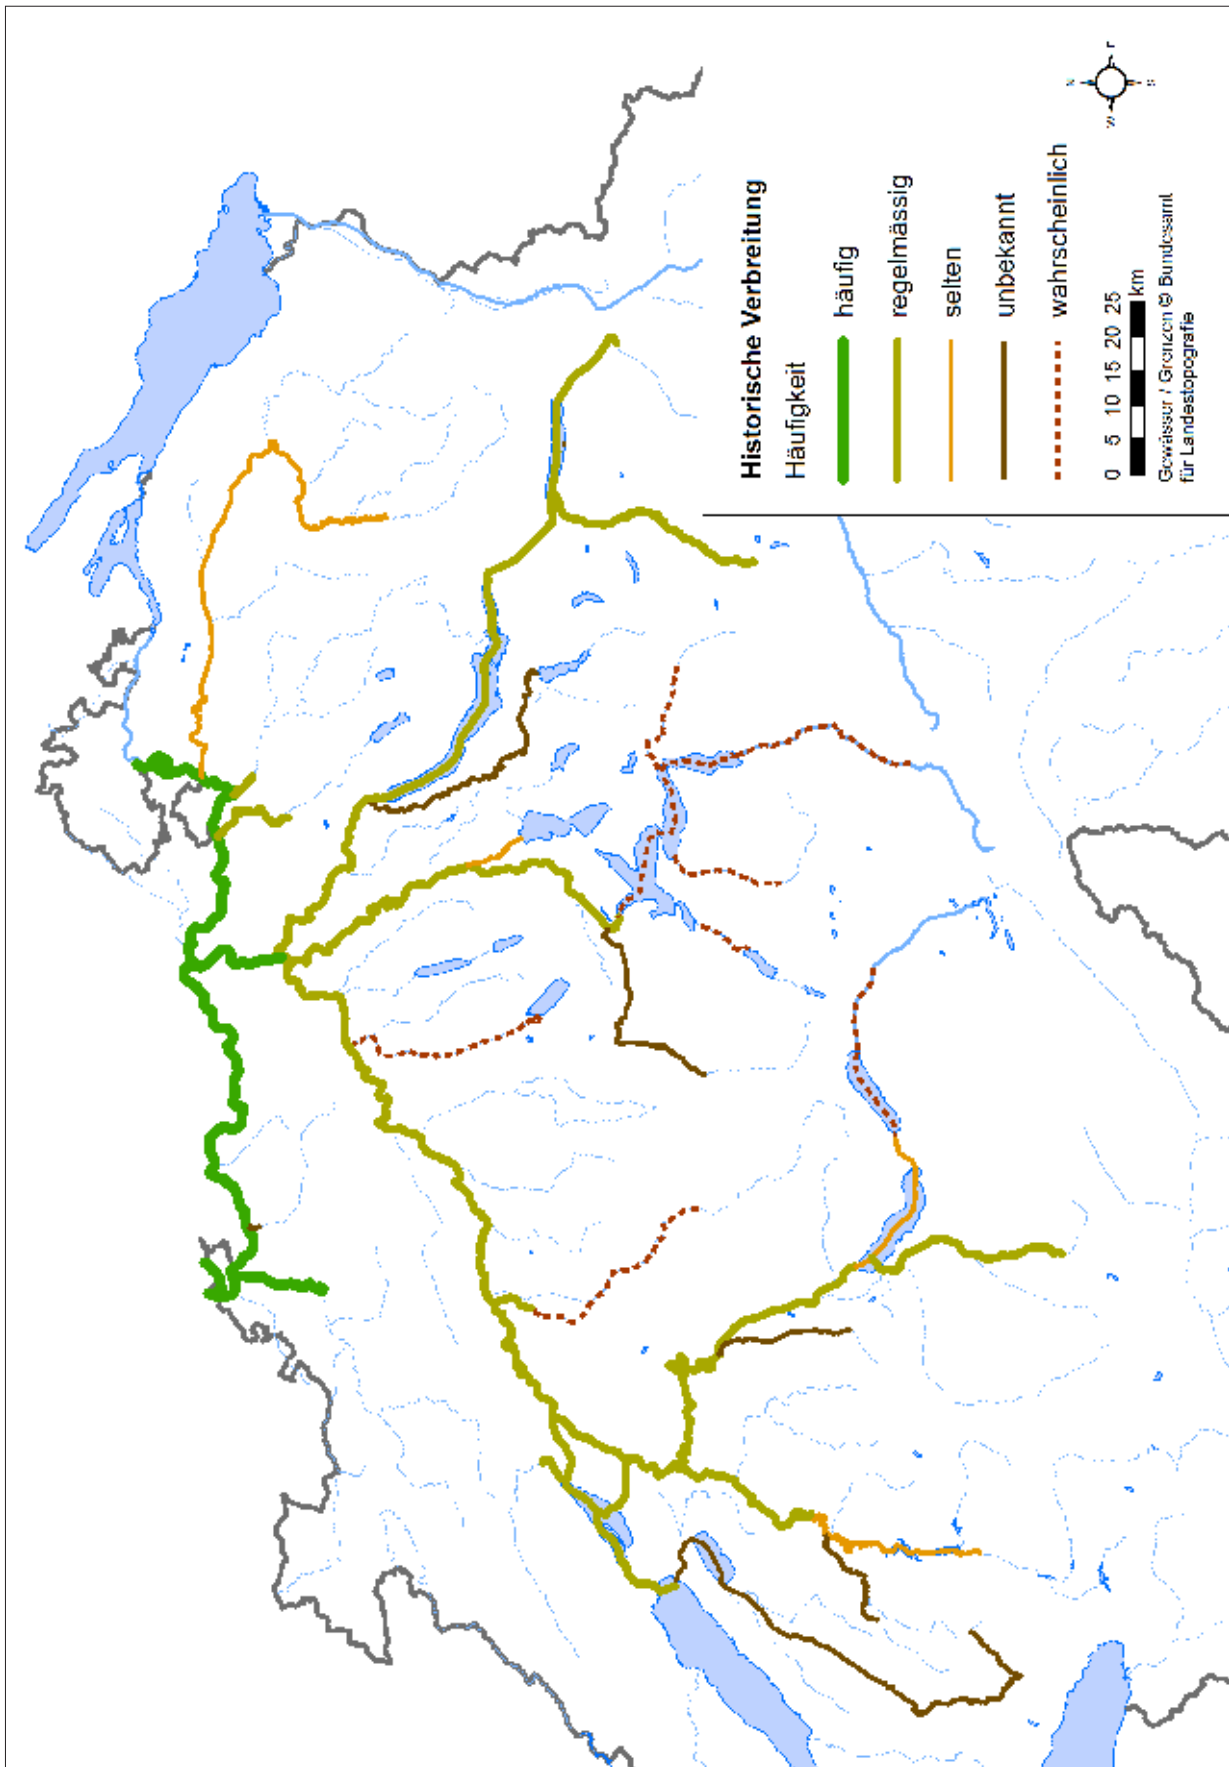 Historische Verbreitung
Häufigkeit
häufig
regelmässig
selten
unbekannt
wahrscheinlich
0 5 10 15 20 25
km
Gewässer / Grenzen © Bundesamt
für Landestopografie
N
W
S